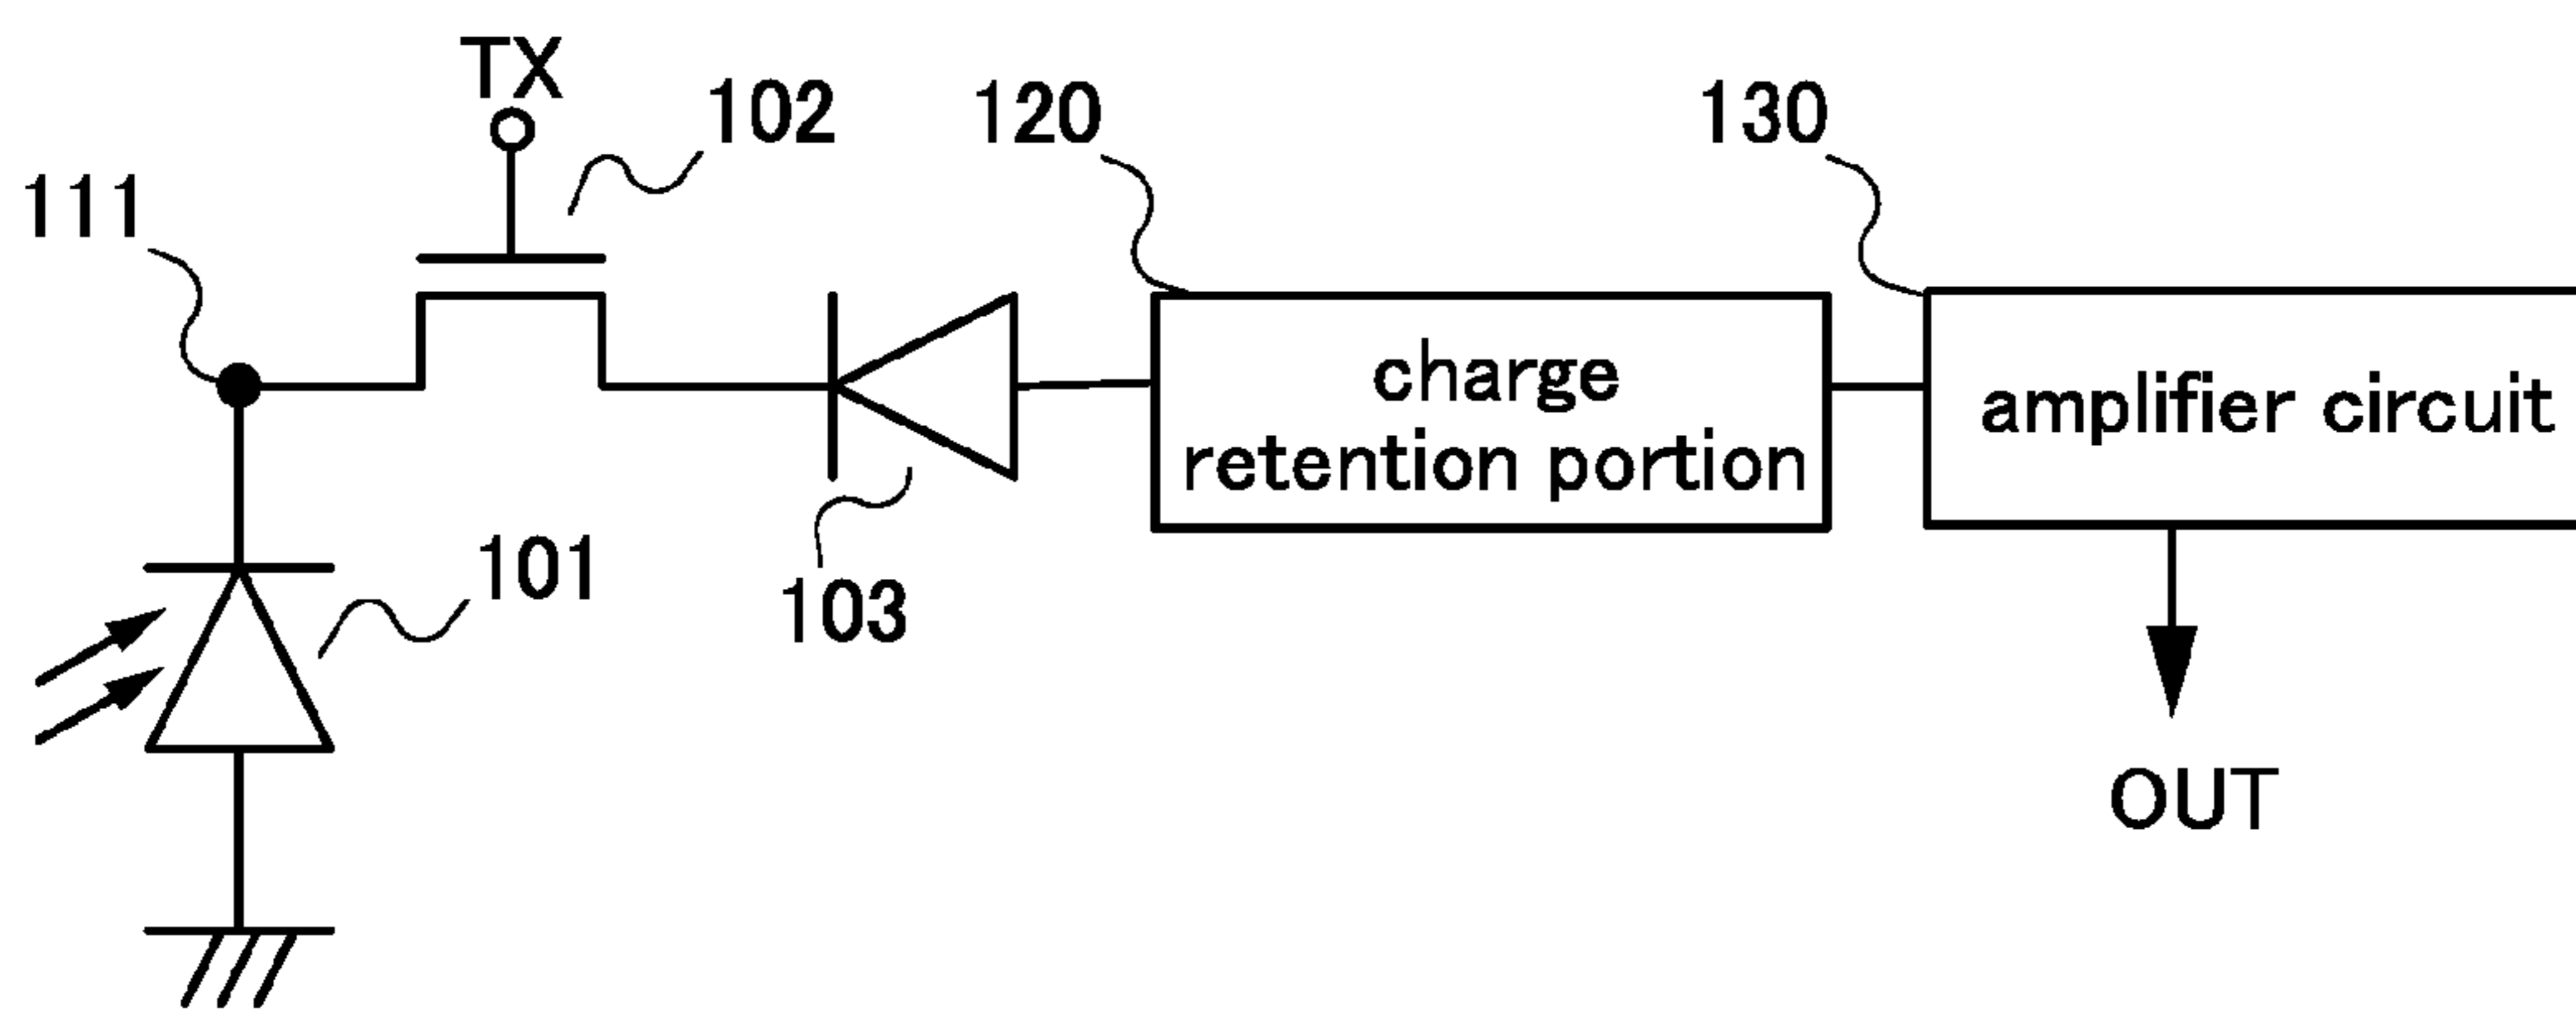 TX
102
120
130
111
charge
retention portion
amplifier circuit
101
103
OUT